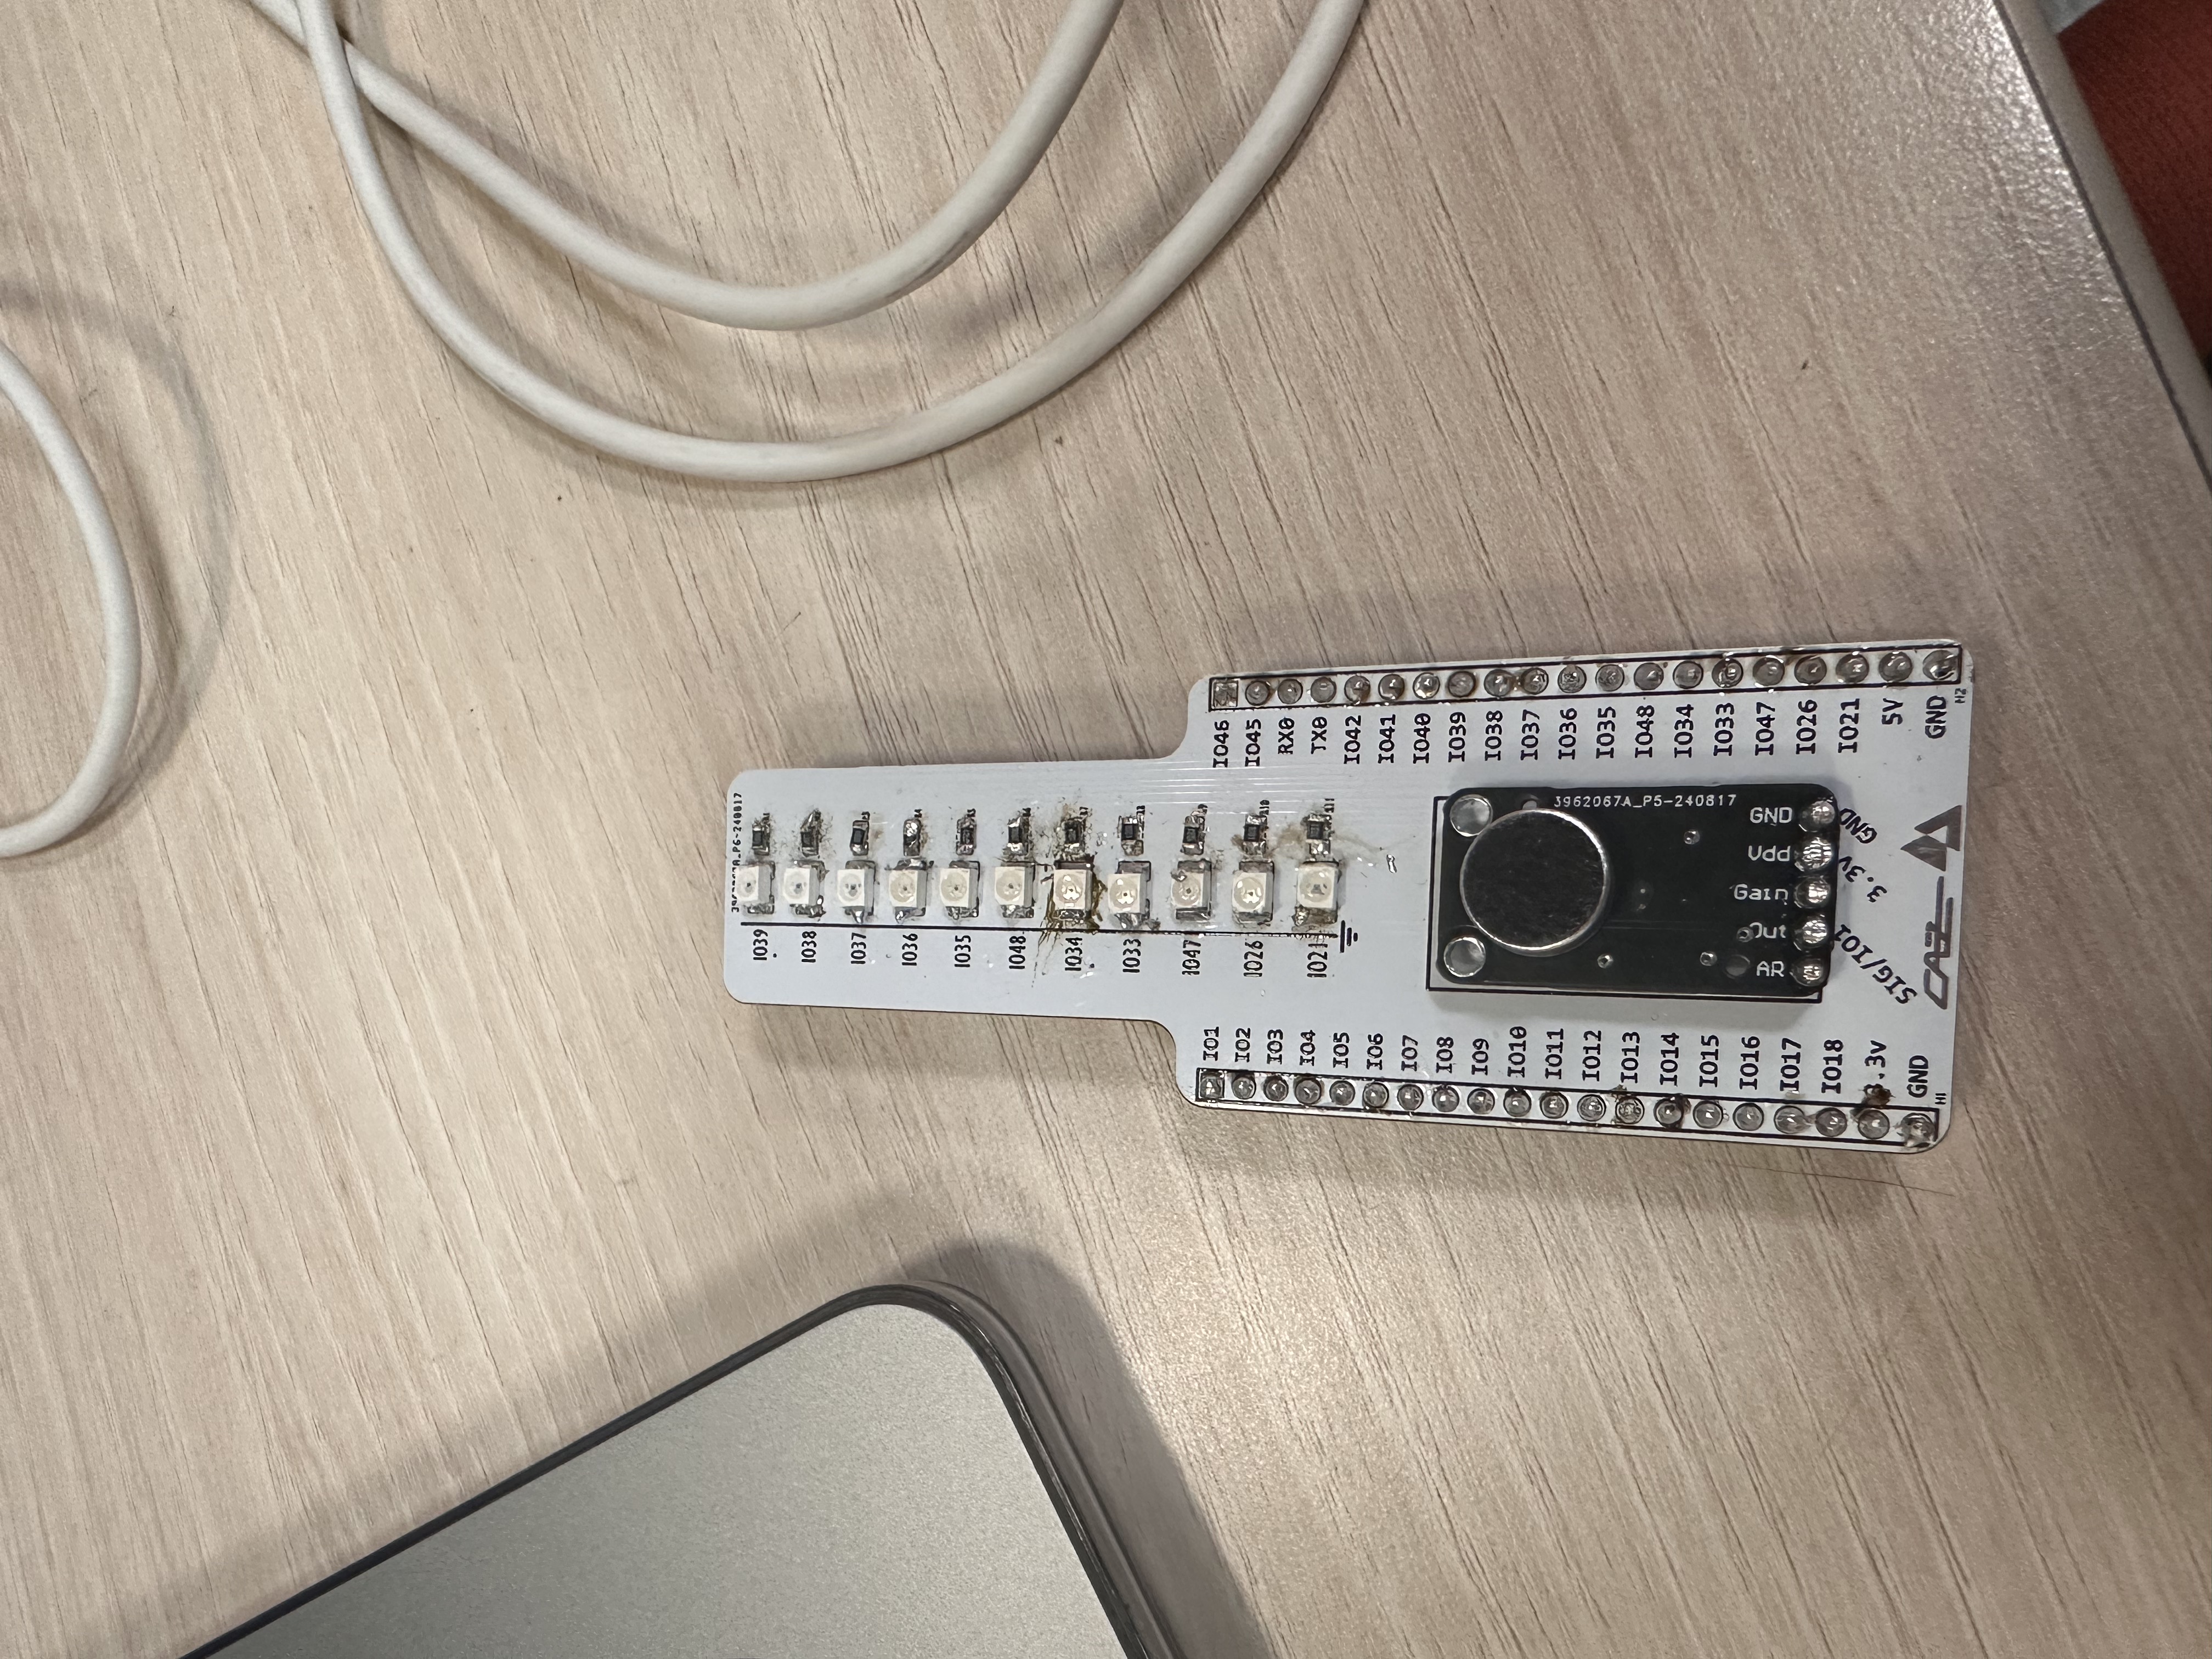 P6-240817
IO39
IO38
IO37
IO36
IO35
IO48
IO34
IO33
IO47
IO26
IO21
IO1
IO2
IO3
IO4
IO5
IO6
IO7
IO8
IO9
IO10
IO11
IO12
IO13
IO14
IO15
IO16
IO17
IO18
3.3v
GND
H1
IO46
IO45
RX0
TX0
IO42
IO41
IO40
IO39
IO38
IO37
IO36
IO35
IO48
IO34
IO33
IO47
IO26
IO21
5V
GND
H2
3962067A_P5-240817
AR Out Gain Vdd GND
SIG/IO1 3.3v GND